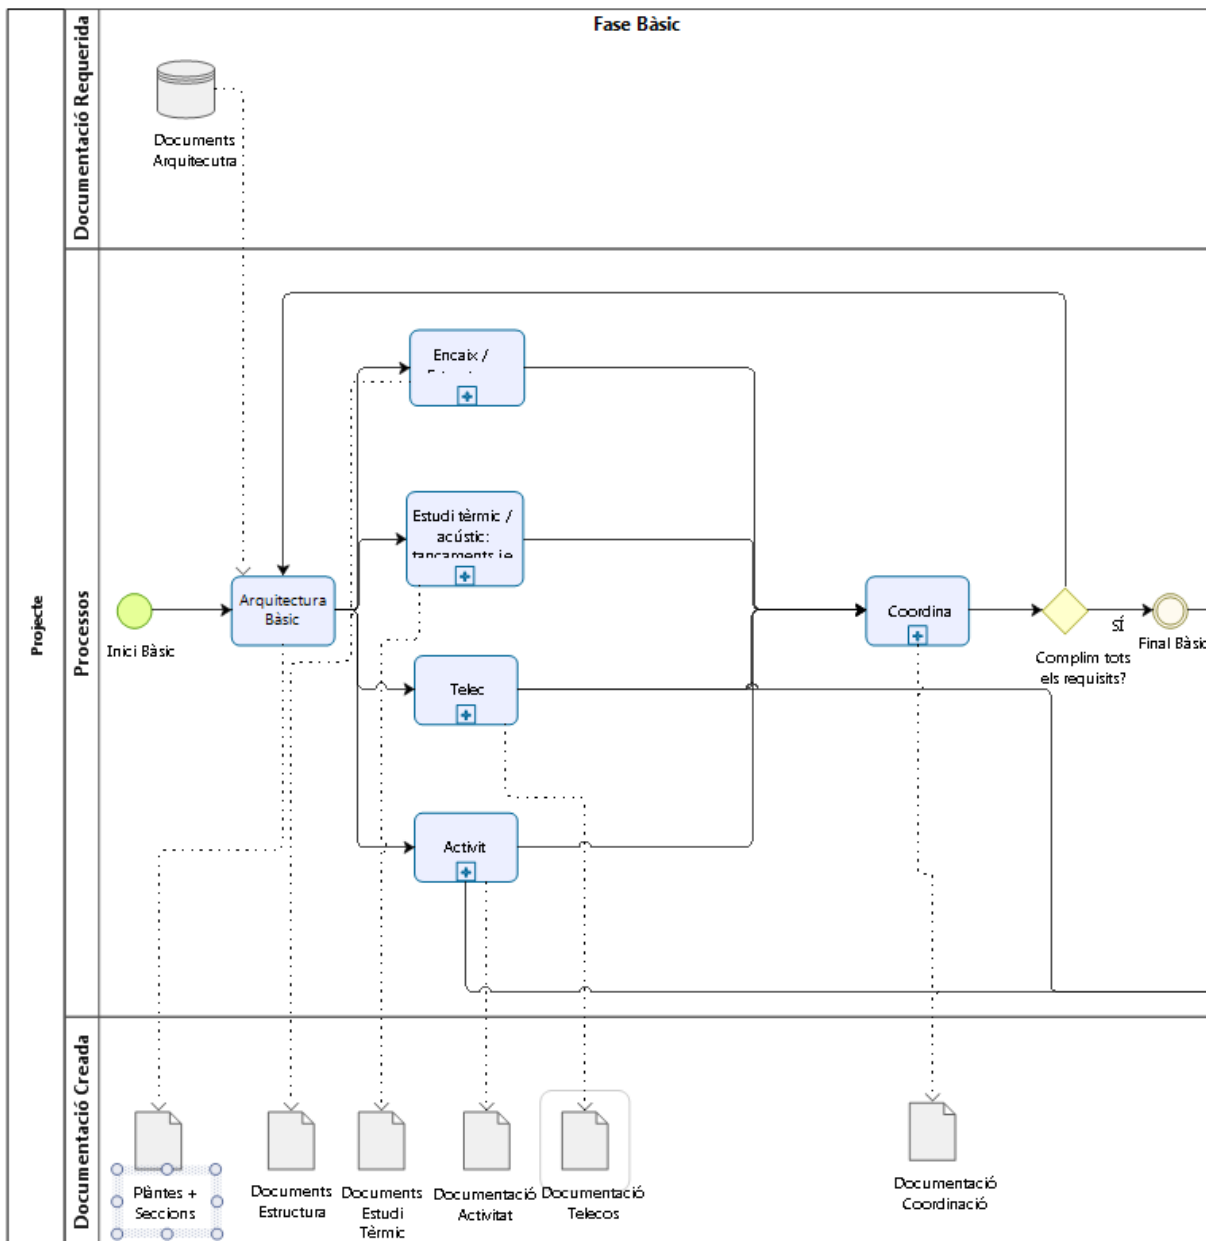 Fase Bàsic
Projecte
Documentació Requerida
Documents
Arquitecutra
Processos
Encaix /
Estudi tèrmic /
acústic:
tancaments i e
Arquitectura
Bàsic
Inici Bàsic
Coordina
SÍ
Final Bàsic
Complim tots
els requisits?
Telec
Activit
Documentació Creada
Plàntes +
Seccions
Documents
Estructura
Documents
Estudi
Tèrmic
Documentació
Activitat
Documentació
Telecos
Documentació
Coordinació